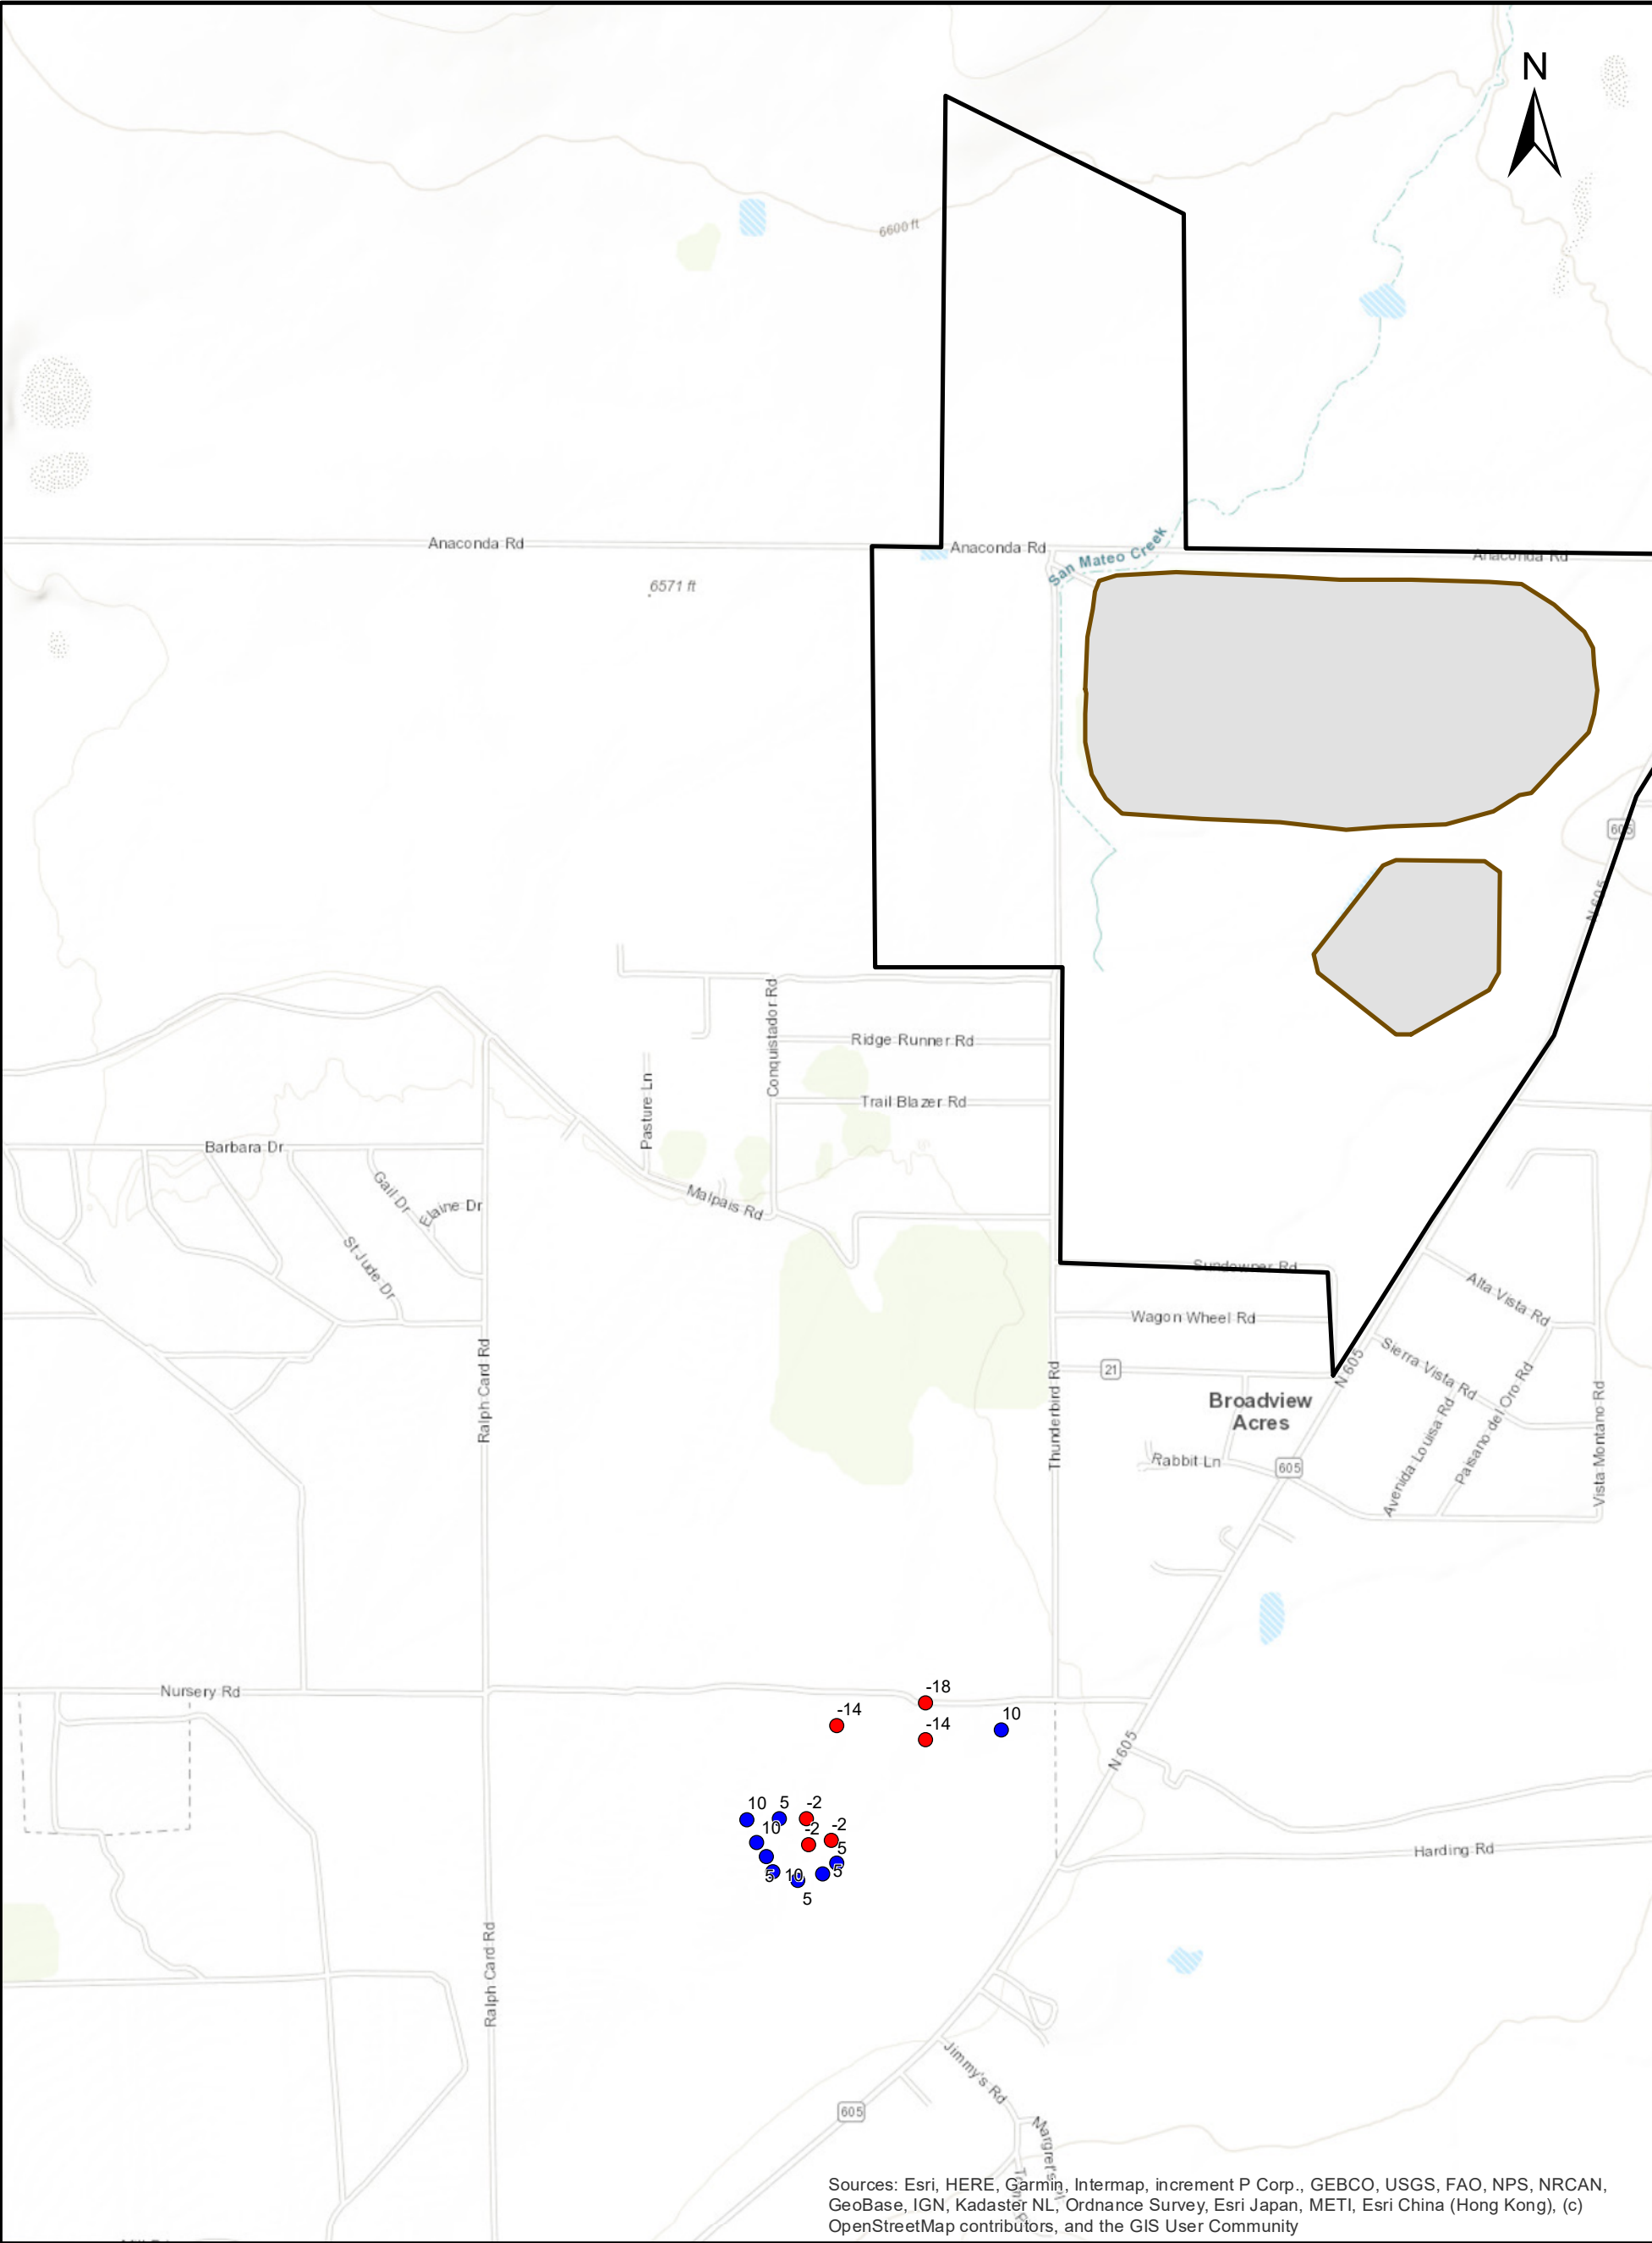 N
6600 ft
Anaconda Rd
Anaconda Rd
San Mateo Creek
Anaconda Rd
6571 ft
605
N 605
Conquistador Rd
Ridge Runner Rd
Pasture Ln
Trail Blazer Rd
Barbara Dr
Gail Dr
Elaine Dr
Malpais Rd
St Jude Dr
Sundowner Rd
Alta Vista Rd
Wagon Wheel Rd
Sierra Vista Rd
21
N 605
Ralph Card Rd
Thunderbird Rd
Broadview
Acres
Paisano del Oro Rd
Avenida Louisa Rd
Vista Montano Rd
Rabbit Ln
605
Nursery Rd
-18
-14
-14
10
N 605
10
5
-2
10
-2
-2
5
5
10
5
5
Harding Rd
Ralph Card Rd
Jimmy's Rd
605
Sources: Esri, HERE, Garmin, Intermap, increment P Corp., GEBCO, USGS, FAO, NPS, NRCAN,
GeoBase, IGN, Kadaster NL, Ordnance Survey, Esri Japan, METI, Esri China (Hong Kong), (c)
OpenStreetMap contributors, and the GIS User Community